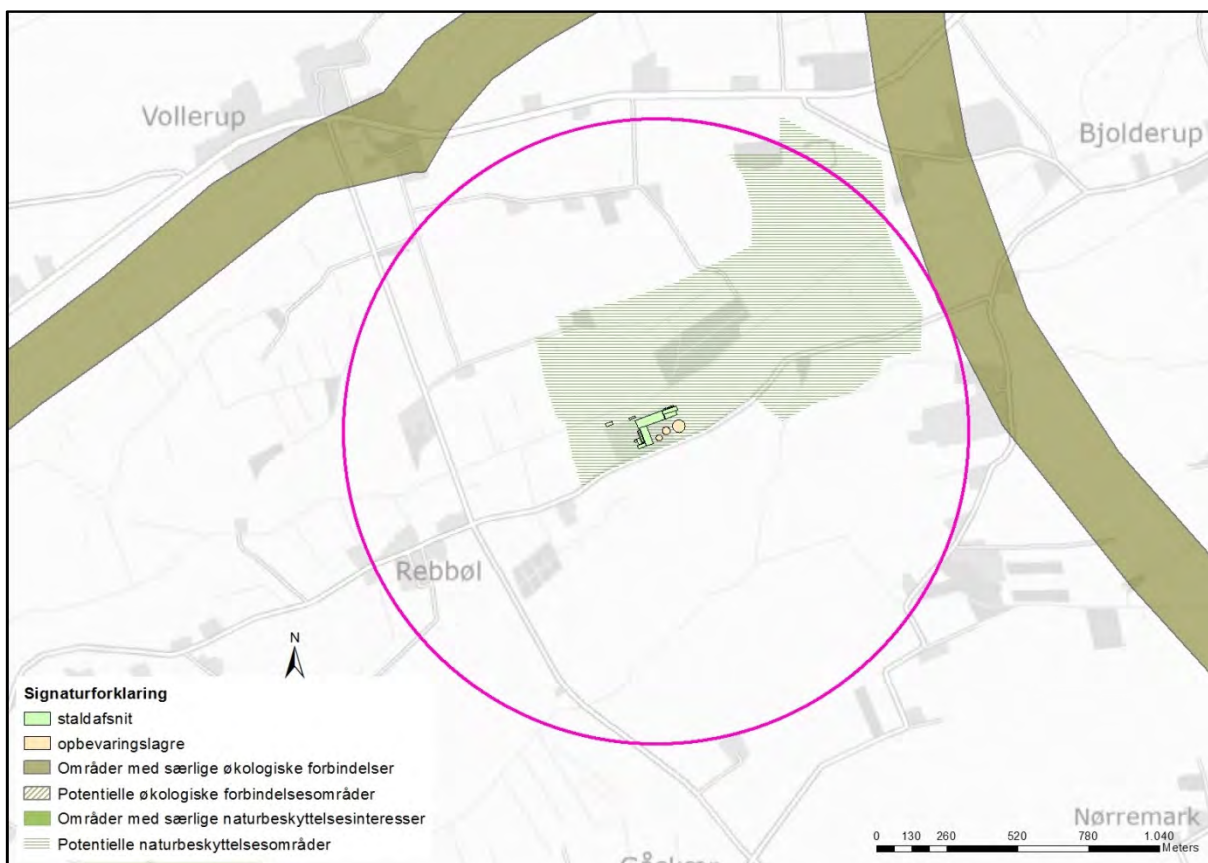 Vollerup
Bjolderup
Rebbøl
N
Signaturforklaring
staldafsnit
opbevaringslagre
Områder med særlige økologiske forbindelser
Potentielle økologiske forbindelsesområder
Områder med særlige naturbeskyttelsesinteresser
Potentielle naturbeskyttelsesområder
Nørremark
0 130 260 520 780 1.040
Meters